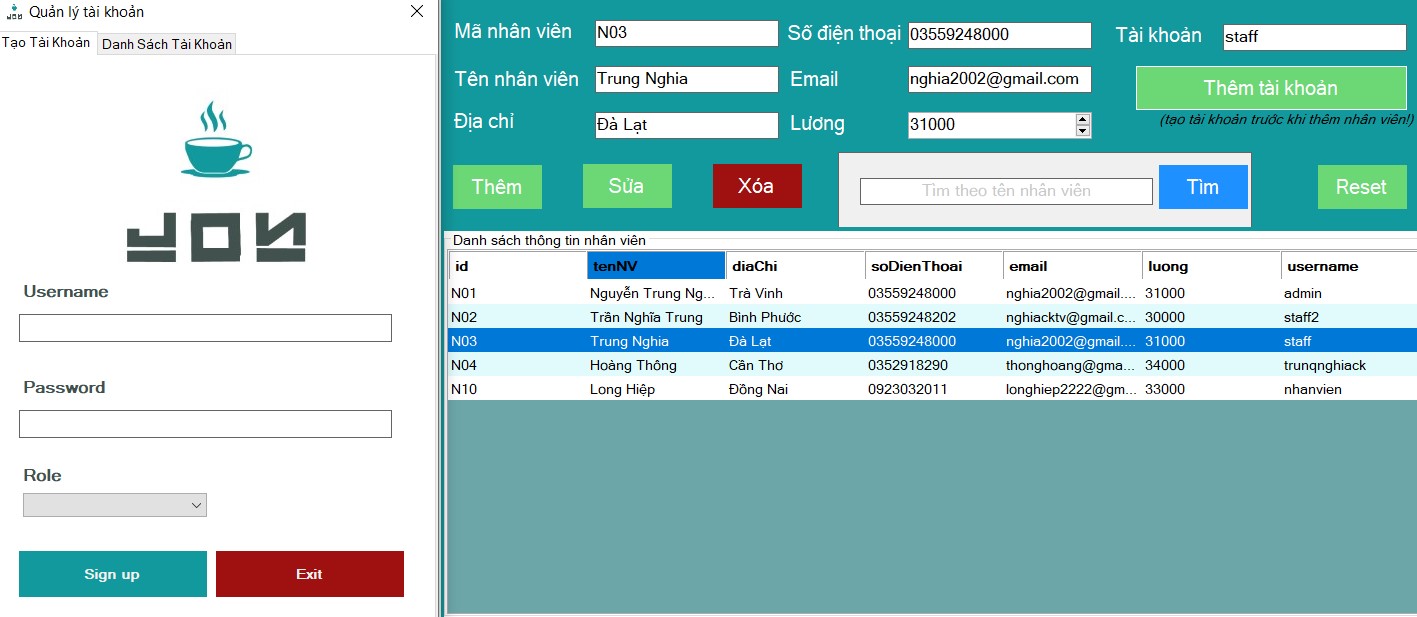 Quản lý tài khoản
Tạo Tài Khoản
Danh Sách Tài Khoản
JON
Username
Password
Role
Sign up
Exit
Mã nhân viên N03 Số điện thoại 03559248000 Tài khoản staff
Tên nhân viên Trung Nghia Email nghia2002@gmail.com Thêm tài khoản
(tạo tài khoản trước khi thêm nhân viên!)
Địa chỉ Đà Lạt Lương 31000
Thêm Sửa Xóa Tìm theo tên nhân viên Tìm Reset
Danh sách thông tin nhân viên
id tenNV diaChi soDienThoai email luong username
N01 Nguyễn Trung Ng... Trà Vinh 03559248000 nghia2002@gmail.... 31000 admin
N02 Trần Nghĩa Trung Bình Phước 03559248202 nghiacktv@gmail.c... 30000 staff2
N03 Trung Nghia Đà Lạt 03559248000 nghia2002@gmail.... 31000 staff
N04 Hoàng Thông Cần Thơ 0352918290 thonghoang@gma... 34000 trunqnghiack
N10 Long Hiệp Đồng Nai 0923032011 longhiep2222@gm... 33000 nhanvien